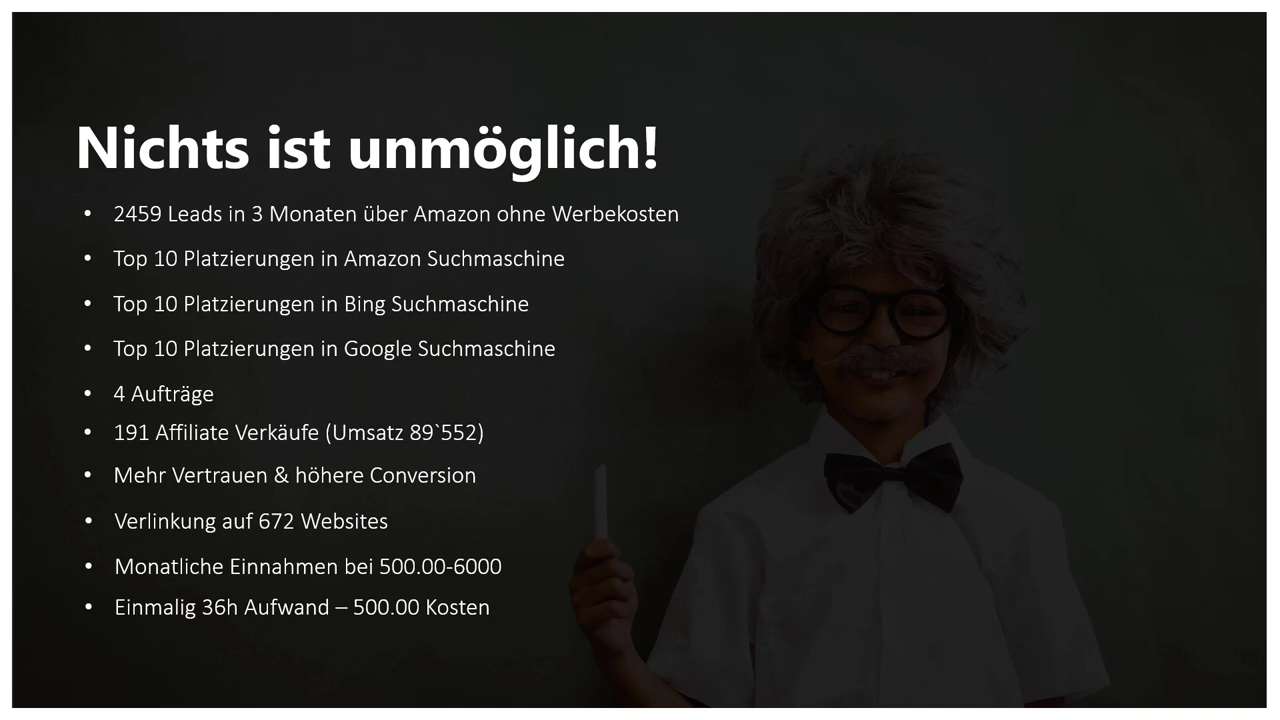 Nichts ist unmöglich!
• 2459 Leads in 3 Monaten über Amazon ohne Werbekosten
• Top 10 Platzierungen in Amazon Suchmaschine
• Top 10 Platzierungen in Bing Suchmaschine
• Top 10 Platzierungen in Google Suchmaschine
• 4 Aufträge
• 191 Affiliate Verkäufe (Umsatz 89`552)
• Mehr Vertrauen & höhere Conversion
• Verlinkung auf 672 Websites
• Monatliche Einnahmen bei 500.00-6000
• Einmalig 36h Aufwand – 500.00 Kosten